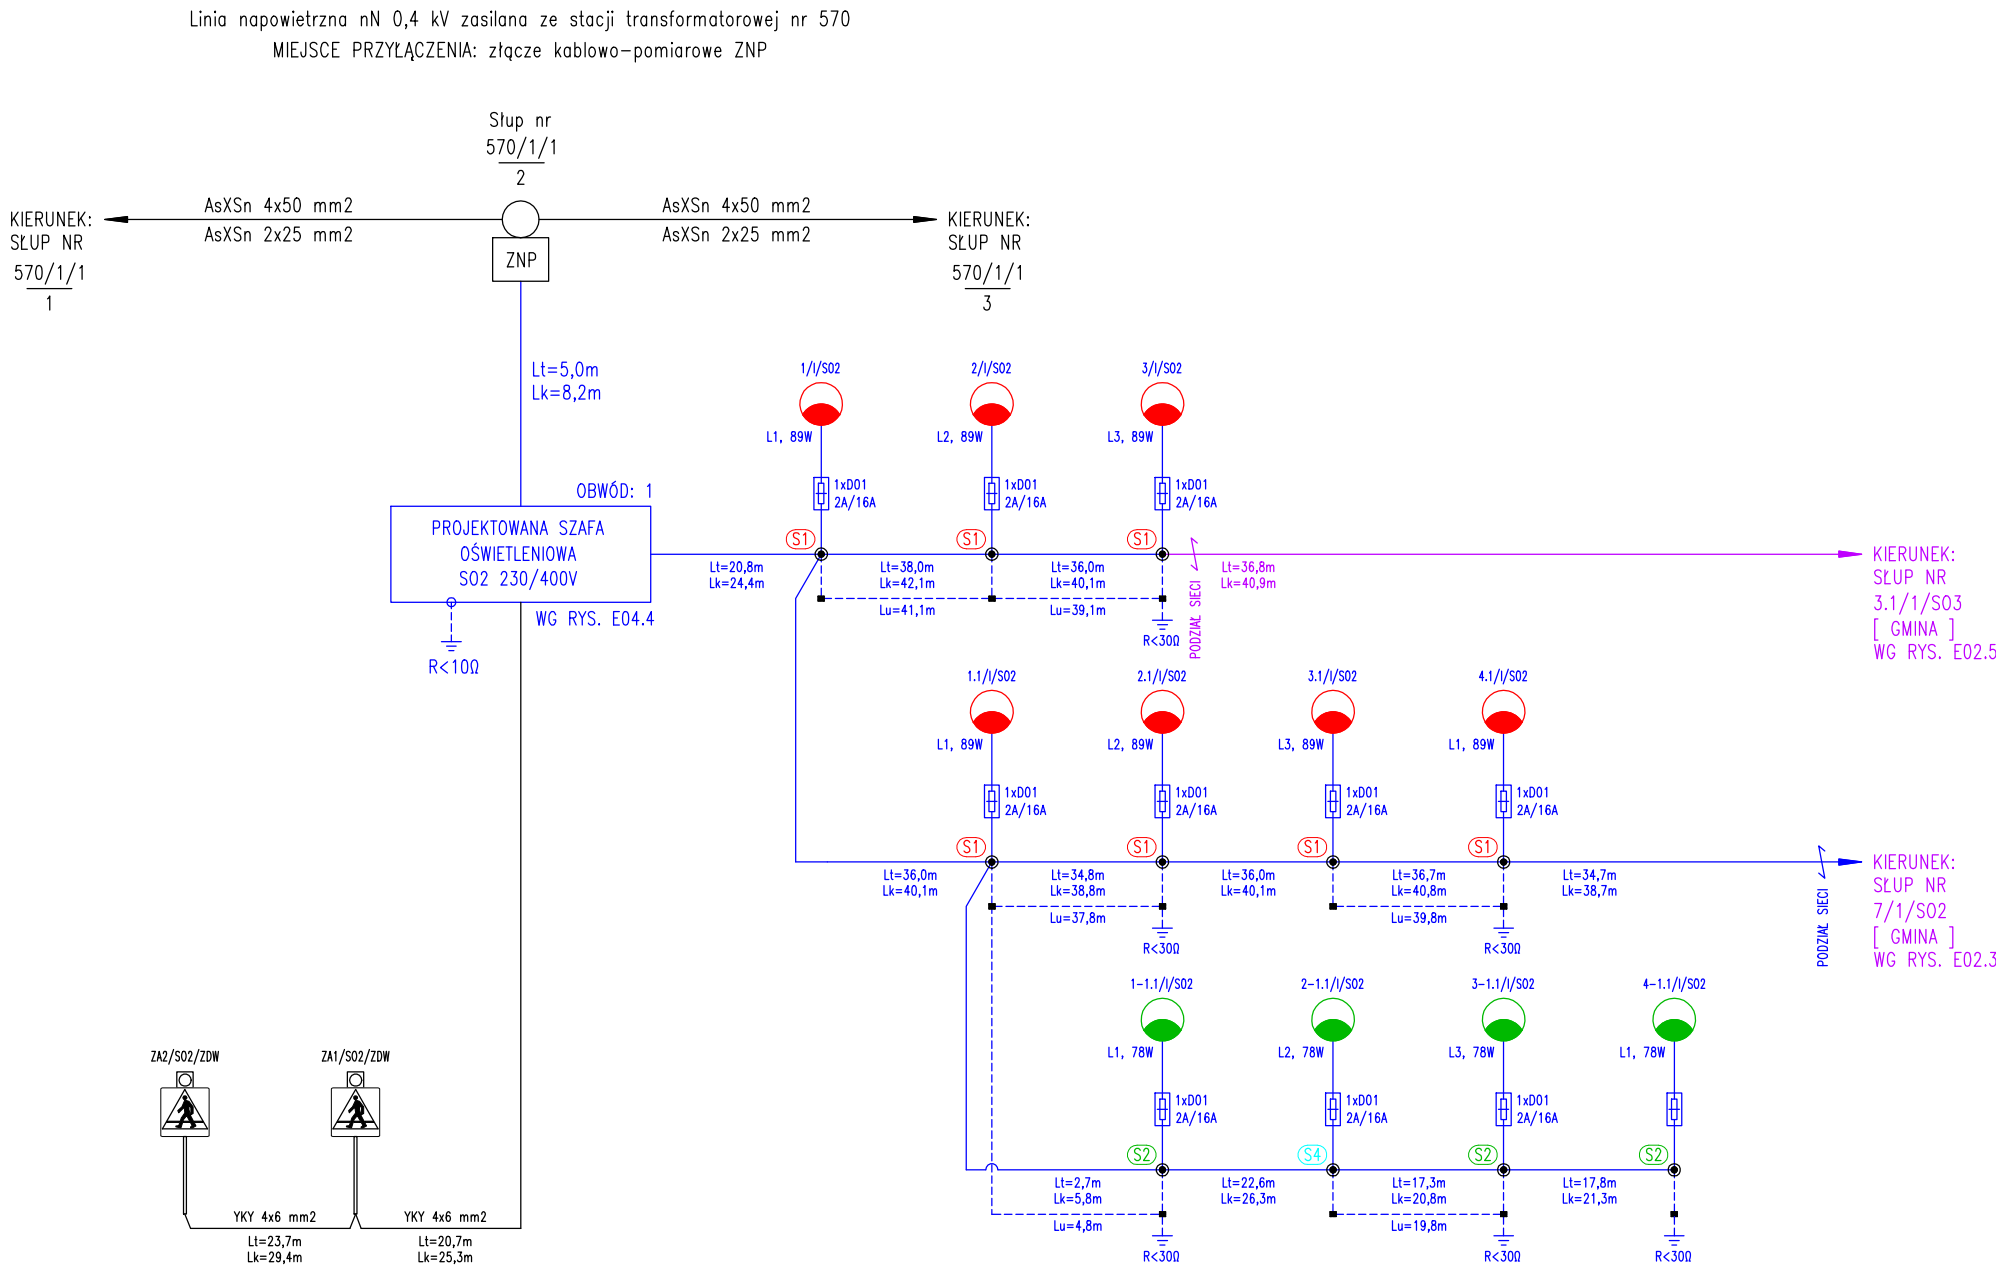 Linia napowietrzna nN 0,4 kV zasilana ze stacji transformatorowej nr 570
MIEJSCE PRZYŁĄCZENIA: złącze kablowo-pomiarowe ZNP
Słup nr
570/1/1
2
AsXSn 4x50 mm2
AsXSn 2x25 mm2
AsXSn 4x50 mm2
AsXSn 2x25 mm2
KIERUNEK:
SŁUP NR
570/1/1
1
ZNP
KIERUNEK:
SŁUP NR
570/1/1
3
Lt=5,0m
Lk=8,2m
OBWÓD: 1
PROJEKTOWANA SZAFA
OŚWIETLENIOWA
SO2 230/400V
WG RYS. E04.4
R<10Ω
1/I/SO2
2/I/SO2
3/I/SO2
L1, 89W
L2, 89W
L3, 89W
1xD01
2A/16A
1xD01
2A/16A
1xD01
2A/16A
S1
S1
S1
Lt=20,8m
Lk=24,4m
Lt=38,0m
Lk=42,1m
Lu=41,1m
Lt=36,0m
Lk=40,1m
Lu=39,1m
R<30Ω
PODZIAŁ SIECI
Lt=36,8m
Lk=40,9m
KIERUNEK:
SŁUP NR
3.1/1/SO3
[ GMINA ]
WG RYS. E02.5
1.1/I/SO2
2.1/I/SO2
3.1/I/SO2
4.1/I/SO2
L1, 89W
L2, 89W
L3, 89W
L1, 89W
1xD01
2A/16A
1xD01
2A/16A
1xD01
2A/16A
1xD01
2A/16A
S1
S1
S1
S1
Lt=36,0m
Lk=40,1m
Lt=34,8m
Lk=38,8m
Lu=37,8m
Lt=36,0m
Lk=40,1m
Lt=36,7m
Lk=40,8m
Lu=39,8m
Lt=34,7m
Lk=38,7m
R<30Ω
R<30Ω
PODZIAŁ SIECI
KIERUNEK:
SŁUP NR
7/1/SO2
[ GMINA ]
WG RYS. E02.3
1-1.1/I/SO2
2-1.1/I/SO2
3-1.1/I/SO2
4-1.1/I/SO2
L1, 78W
L2, 78W
L3, 78W
L1, 78W
1xD01
2A/16A
1xD01
2A/16A
1xD01
2A/16A
S2
S4
S2
S2
Lt=2,7m
Lk=5,8m
Lu=4,8m
Lt=22,6m
Lk=26,3m
Lt=17,3m
Lk=20,8m
Lu=19,8m
Lt=17,8m
Lk=21,3m
R<30Ω
R<30Ω
R<30Ω
ZA2/SO2/ZDW
ZA1/SO2/ZDW
YKY 4x6 mm2
Lt=23,7m
Lk=29,4m
YKY 4x6 mm2
Lt=20,7m
Lk=25,3m